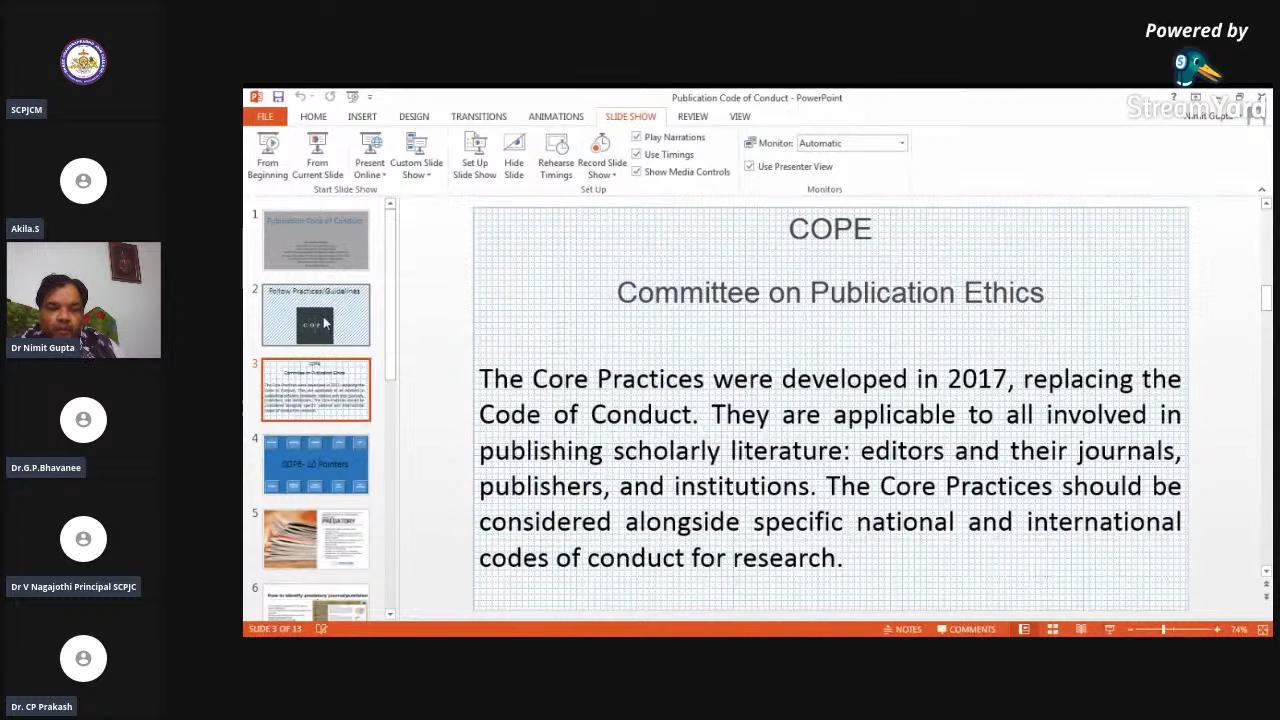 Powered by
StreamYard
SCPJCM
Akila.S
Dr Nimit Gupta
Dr.G.P.Bhavanee
Dr V Nagajothi Principal SCPJC
Dr. CP Prakash
Publication Code of Conduct - PowerPoint
Nimit Gupta
FILE HOME INSERT DESIGN TRANSITIONS ANIMATIONS SLIDE SHOW REVIEW VIEW
From Beginning
From Current Slide
Present Online
Custom Slide Show
Set Up Slide Show
Hide Slide
Rehearse Timings
Record Slide Show
Play Narrations
Use Timings
Show Media Controls
Monitor: Automatic
Use Presenter View
Start Slide Show
Set Up
Monitors
1
Publication Code of Conduct
2
Follow Practices/Guidelines
COPE
3
COPE
Committee on Publication Ethics
4
COPE- 10 Pointers
5
PREDATORY
6
How to identify predatory journal/publisher
COPE
Committee on Publication Ethics
The Core Practices were developed in 2017, replacing the
Code of Conduct. They are applicable to all involved in
publishing scholarly literature: editors and their journals,
publishers, and institutions. The Core Practices should be
considered alongside specific national and international
codes of conduct for research.
SLIDE 3 OF 13
NOTES
COMMENTS
74%